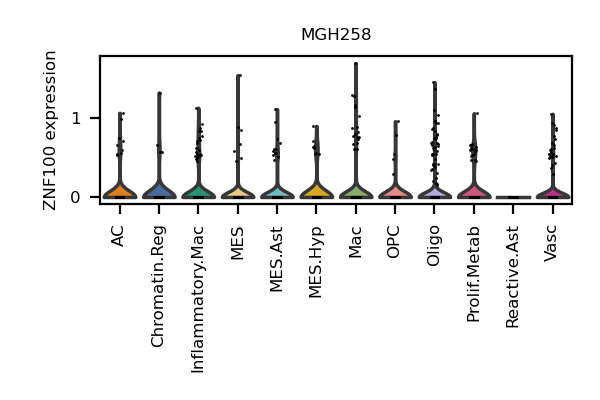 MGH258
ZNF100 expression
1
0
AC
Chromatin.Reg
Inflammatory.Mac
MES
MES.Ast
MES.Hyp
Mac
OPC
Oligo
Prolif.Metab
Reactive.Ast
Vasc